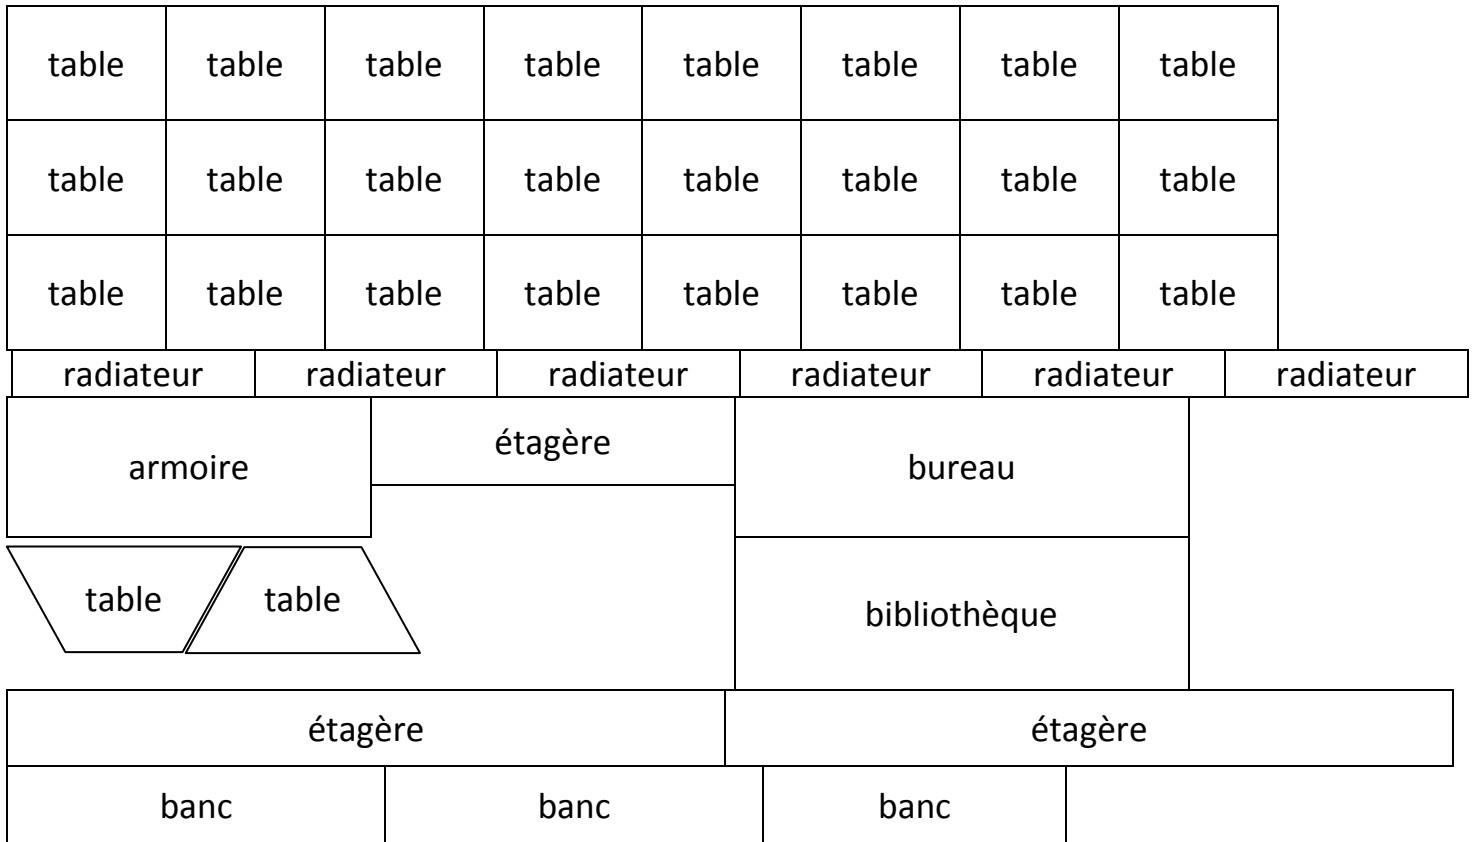 table table table table table table table table
table table table table table table table table
table table table table table table table table
radiateur radiateur radiateur radiateur radiateur radiateur
étagère
armoire bureau
table table
bibliothèque
étagère étagère
banc banc banc